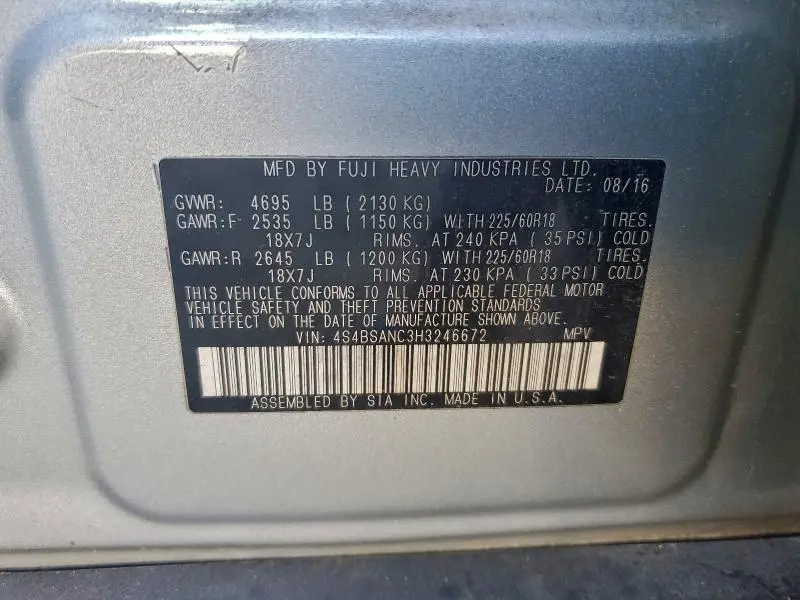 MFD BY FUJI HEAVY INDUSTRIES LTD.
DATE: 08/16
GVWR: 4695 LB ( 2130 KG)
GAWR:F 2535 LB ( 1150 KG) WITH 225/60R18 TIRES.
18X7J RIMS. AT 240 KPA ( 35 PSI) COLD
GAWR:R 2645 LB ( 1200 KG) WITH 225/60R18 TIRES.
18X7J RIMS. AT 230 KPA ( 33 PSI) COLD
THIS VEHICLE CONFORMS TO ALL APPLICABLE FEDERAL MOTOR
VEHICLE SAFETY AND THEFT PREVENTION STANDARDS
IN EFFECT ON THE DATE OF MANUFACTURE SHOWN ABOVE.
VIN: 4S4BSANC3H3246672 MPV
ASSEMBLED BY SIA INC. MADE IN U.S.A.